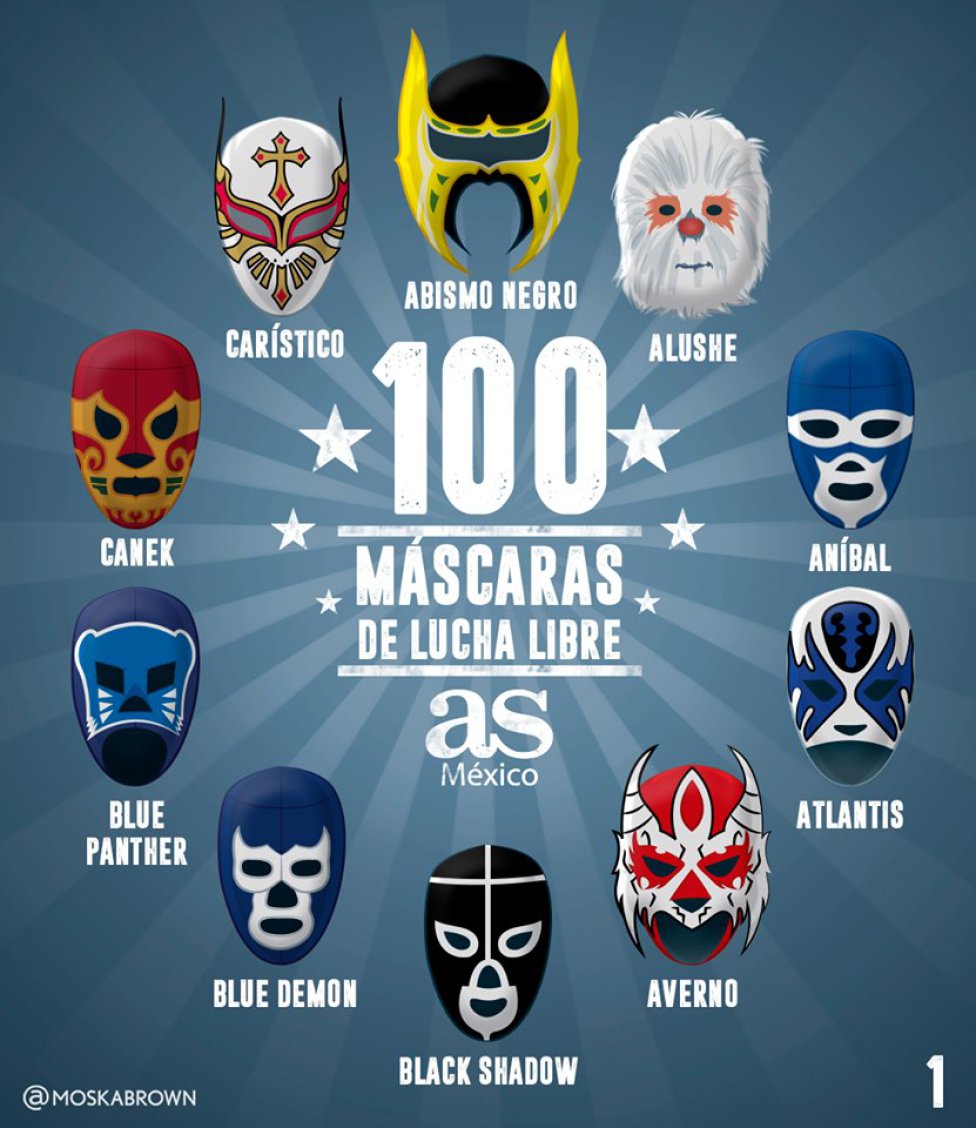 ABISMO NEGRO
CARÍSTICO
ALUSHE
100
MÁSCARAS
DE LUCHA LIBRE
as
México
CANEK
ANÍBAL
BLUE
PANTHER
ATLANTIS
BLUE DEMON
AVERNO
BLACK SHADOW
@MOSKABROWN
1